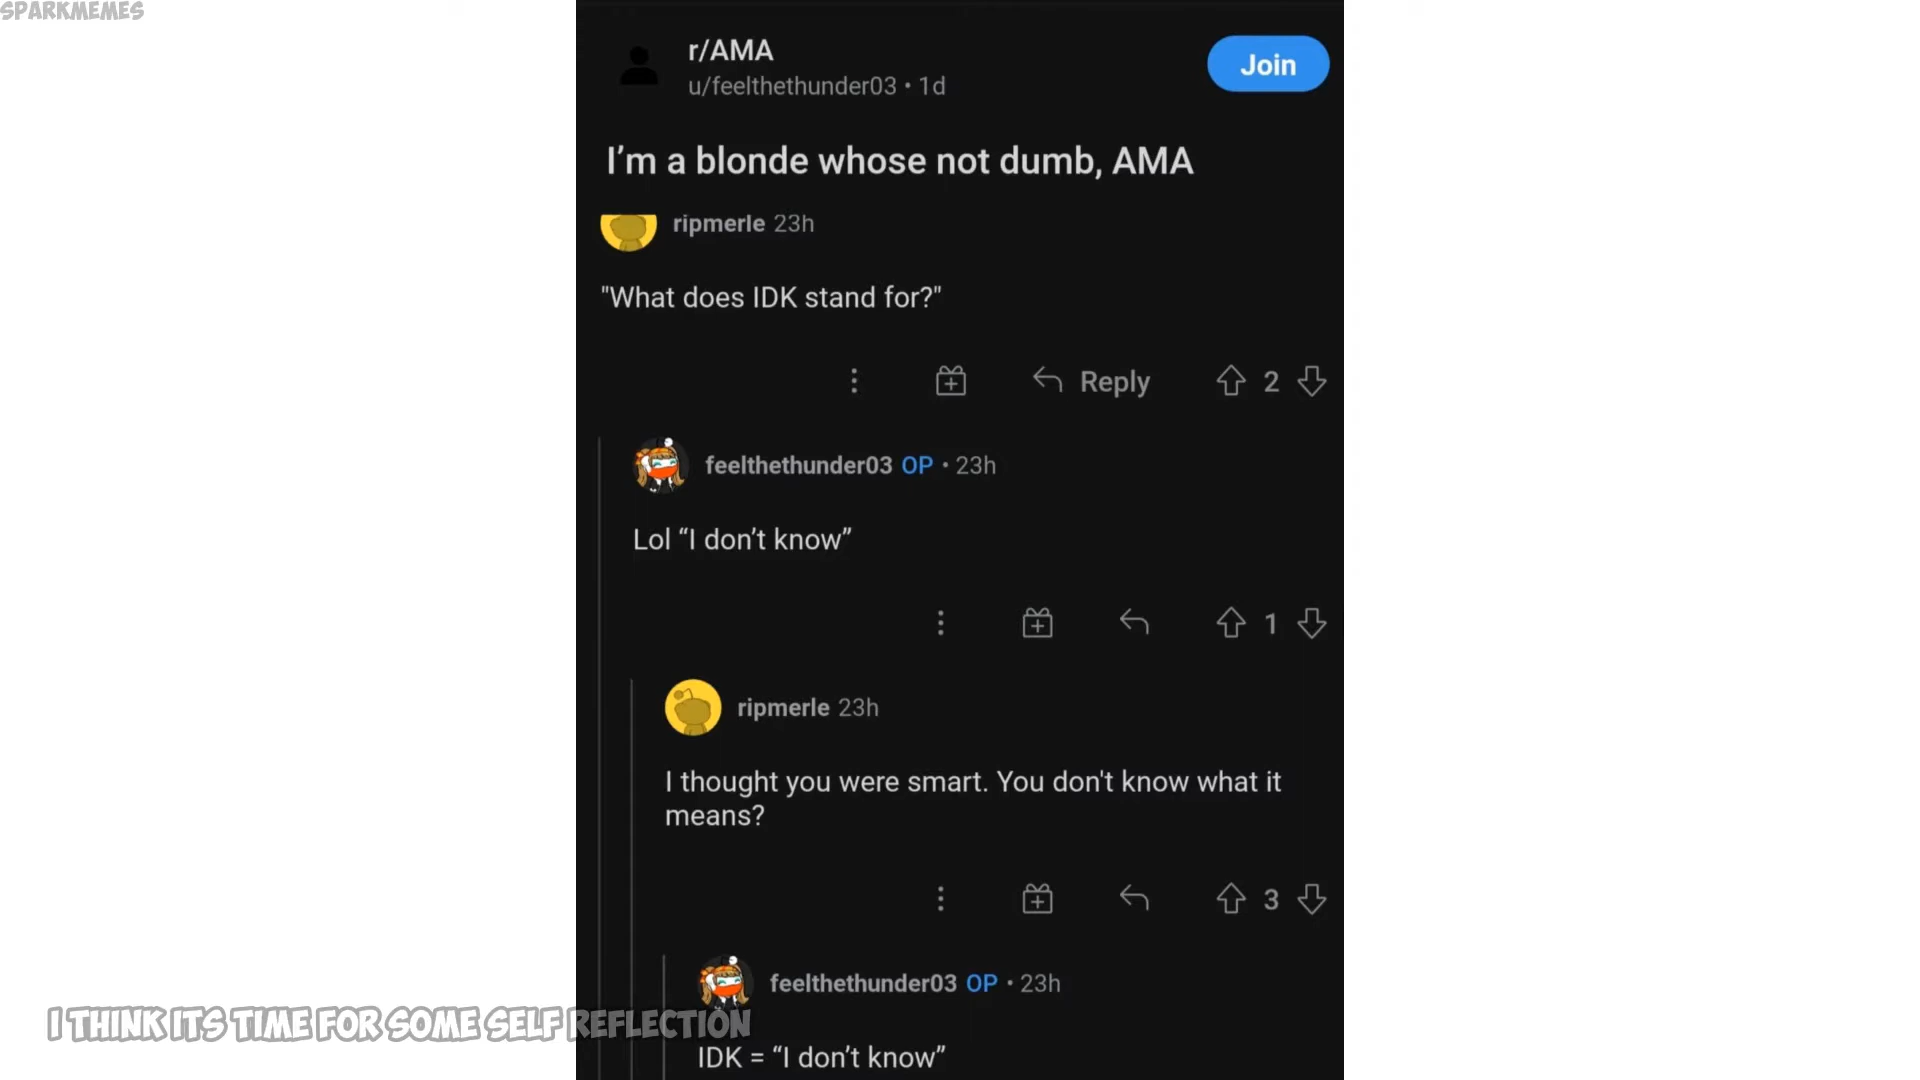 SPARKMEMES
r/AMA
u/feelthethunder03 • 1d
Join
I’m a blonde whose not dumb, AMA
ripmerle 23h
"What does IDK stand for?"
Reply 2
feelthethunder03 OP • 23h
Lol “I don’t know”
1
ripmerle 23h
I thought you were smart. You don't know what it
means?
3
feelthethunder03 OP • 23h
I THINK ITS TIME FOR SOME SELF REFLECTION
IDK = “I don’t know”